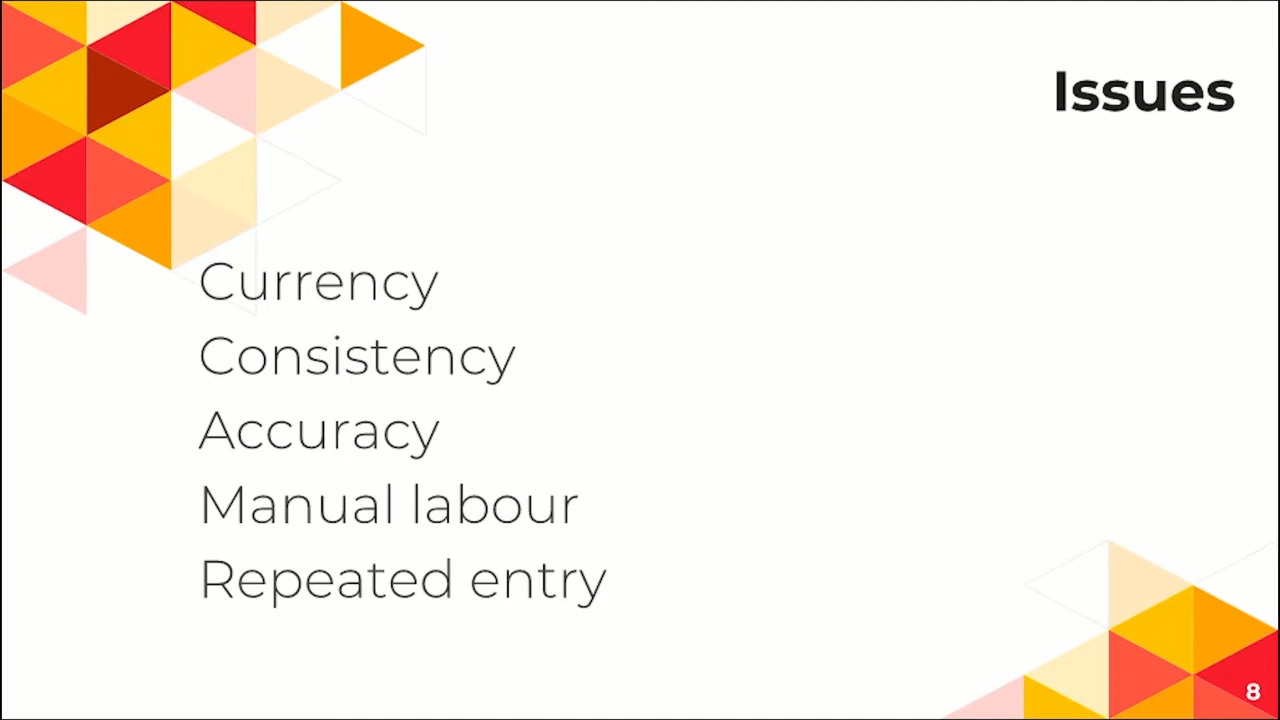 Issues
Currency
Consistency
Accuracy
Manual labour
Repeated entry
8